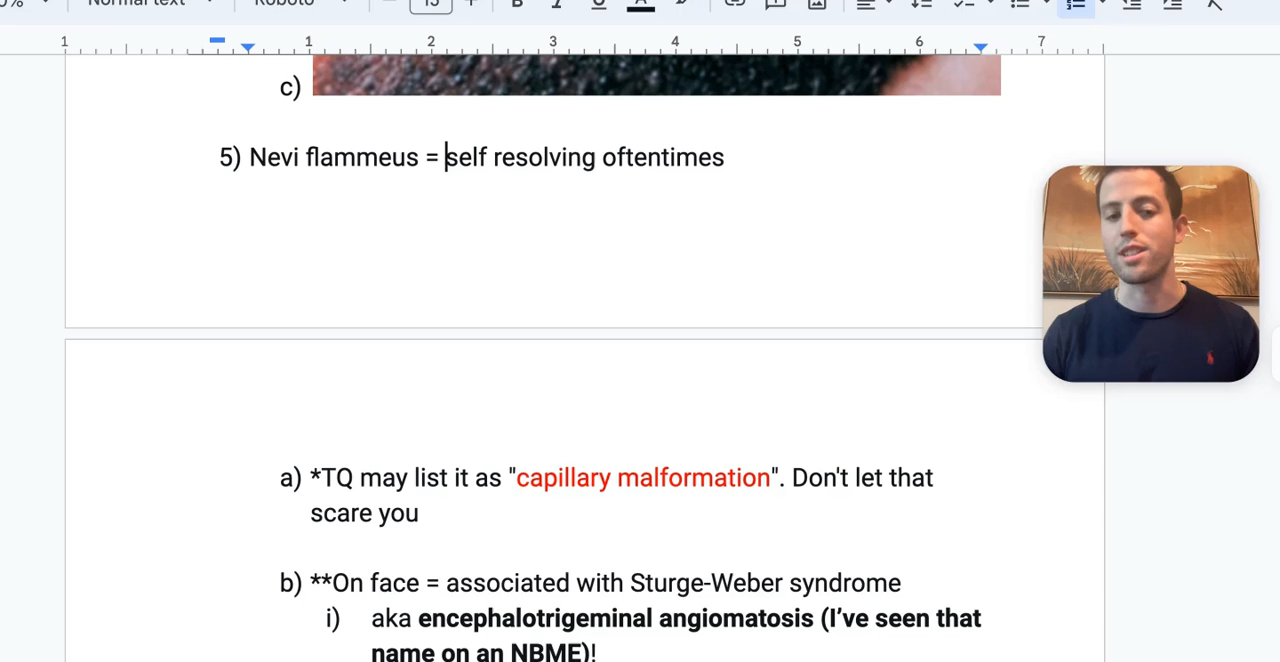 Normal text
Roboto
1 1 2 3 4 5 6 7
c)
5) Nevi flammeus = self resolving oftentimes
a) *TQ may list it as "capillary malformation". Don't let that
scare you
b) **On face = associated with Sturge-Weber syndrome
i) aka encephalotrigeminal angiomatosis (I’ve seen that
name on an NBME)!